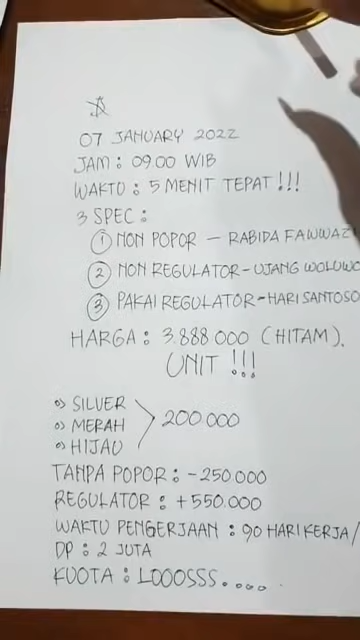 07 JANUARY 2022
JAM : 09.00 WIB
WAKTU : 5 MENIT TEPAT !!!
3 SPEC :
① NON POPOR – RABIDA FAWWAZ
② NON REGULATOR – UJANG WOLUWO
③ PAKAI REGULATOR – HARI SANTOSO
HARGA : 3.888.000 (HITAM).
UNIT !!!
SILVER
MERAH
HIJAU
200.000
TANPA POPOR : -250.000
REGULATOR : +550.000
WAKTU PENGERJAAN : 90 HARI KERJA/
DP : 2 JUTA
KUOTA : LOOOSSS....